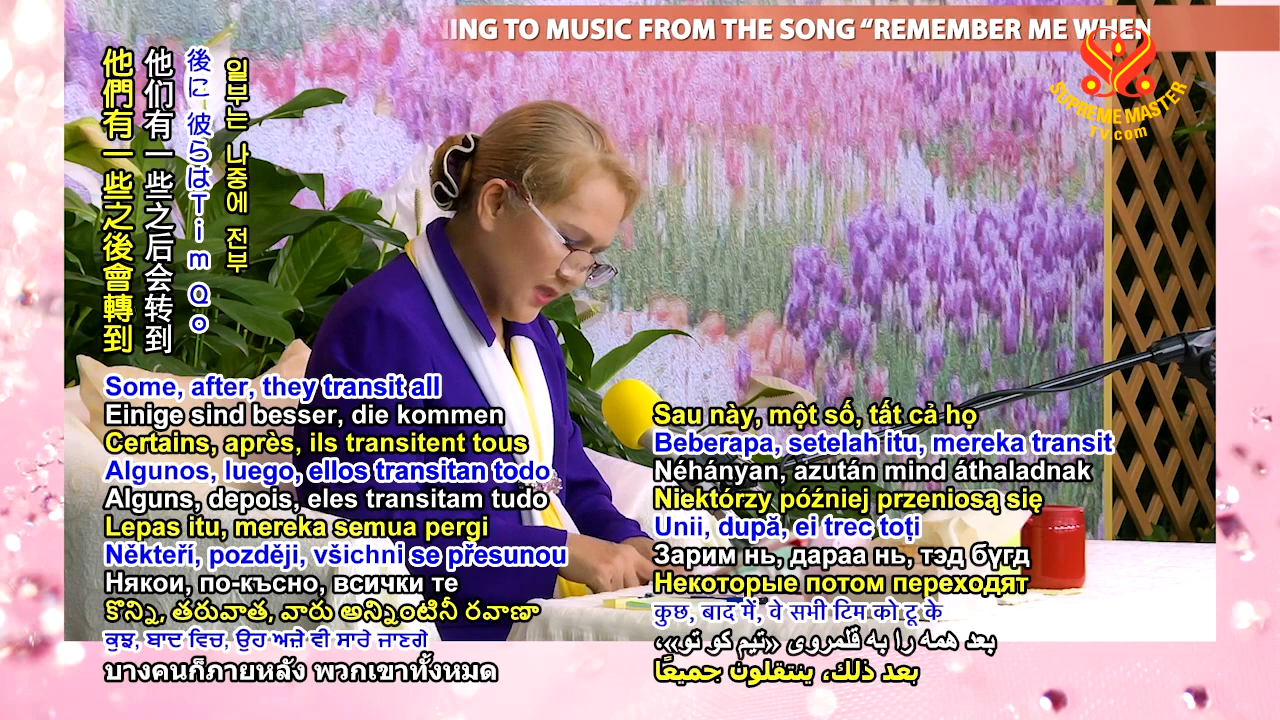 NING TO MUSIC FROM THE SONG “REMEMBER ME WHEN
SUPREME MASTER
TV.com
일부는 나중에 전부
後に 彼らはTim Qo
他们有一些之后会转到
他們有一些之後會轉到
Some, after, they transit all
Einige sind besser, die kommen
Certains, après, ils transitent tous
Algunos, luego, ellos transitan todo
Alguns, depois, eles transitam tudo
Lepas itu, mereka semua pergi
Někteří, později, všichni se přesunou
Някои, по-късно, всички те
కొన్ని, తరువాత, వారు అన్నింటినీ రవాణా
ਕੁਝ, ਬਾਦ ਵਿਚ, ਉਹ ਅਜ਼ੇ ਵੀ ਸਾਰੇ ਜਾਣਗੇ
บางคนก็ภายหลัง พวกเขาทั้งหมด
Sau này, một số, tất cả họ
Beberapa, setelah itu, mereka transit
Néhányan, azután mind áthaladnak
Niektórzy później przeniosą się
Unii, după, ei trec toți
Зарим нь, дараа нь, тэд бүгд
Некоторые потом переходят
कुछ, बाद में, वे सभी टिम को टू के
بعد همه را به قلمروی «تیم کو تو»،
بعد ذلك، ينتقلون جميعًا